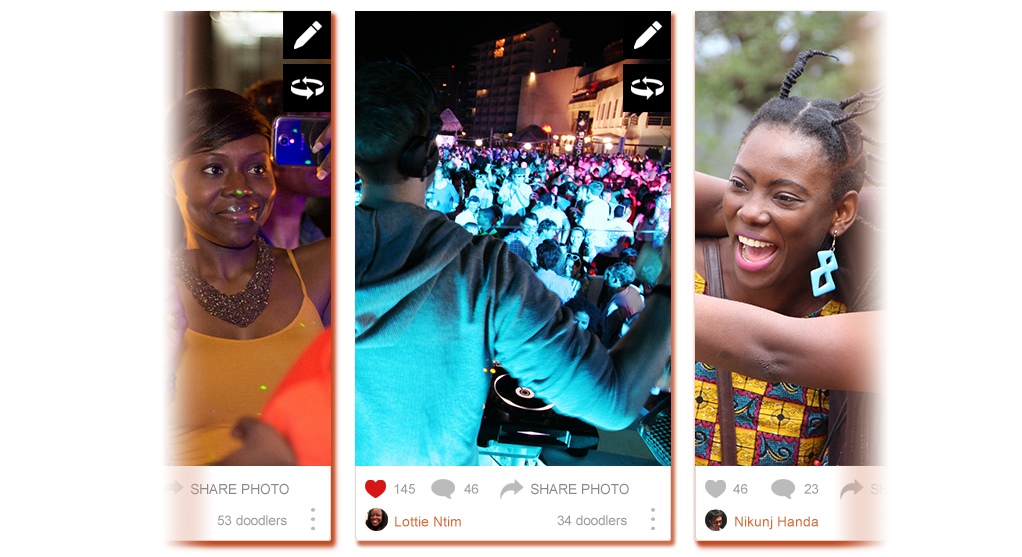 SHARE PHOTO
53 doodlers
145 46 SHARE PHOTO
Lottie Ntim 34 doodlers
46 23
Nikunj Handa